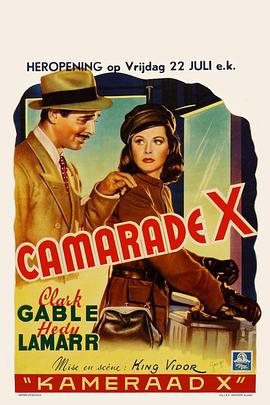 HEROPENING op Vrijdag 22 JULI e.k.
CAMARADE X
Clark
GABLE
Hedy
LAMARR
Mise en scène: KING VIDOR
"KAMERAAD X"